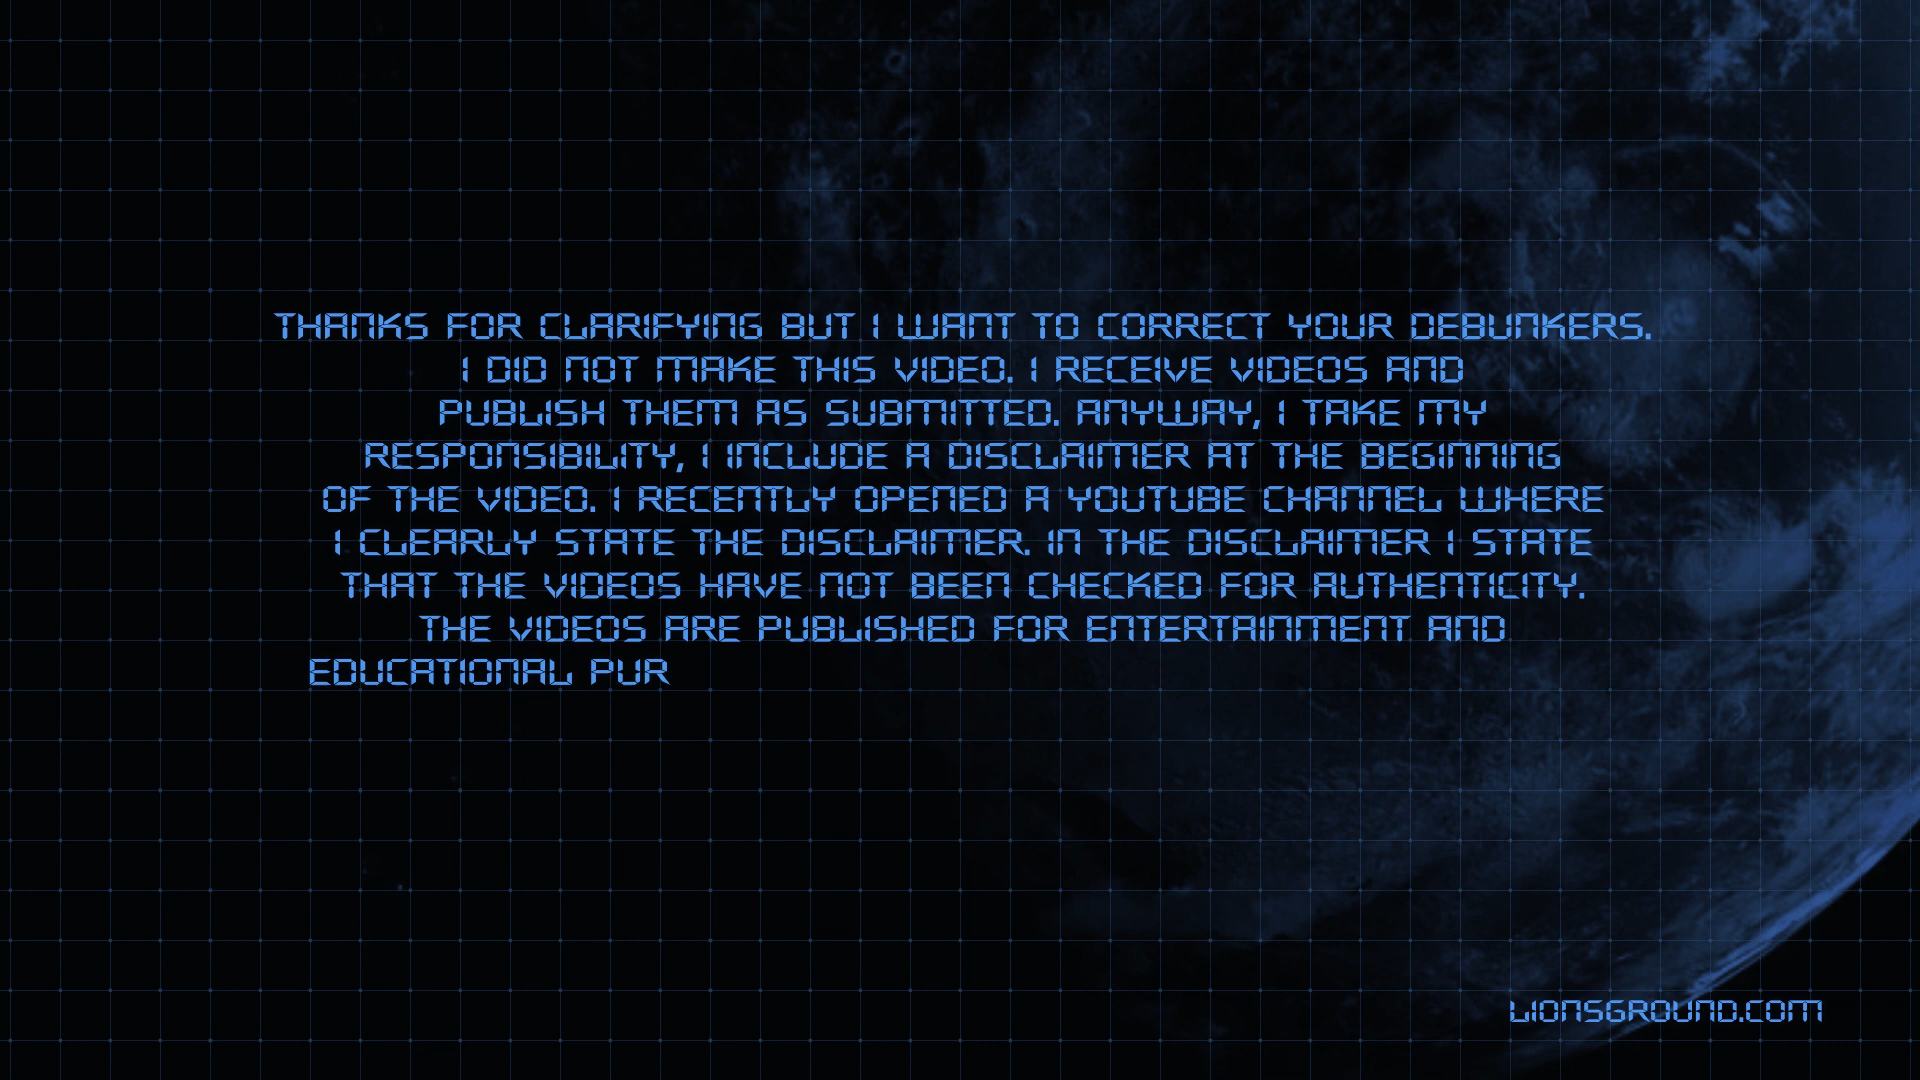 THANKS FOR CLARIFYING BUT I WANT TO CORRECT YOUR DEBUNKERS.
I DID NOT MAKE THIS VIDEO. I RECEIVE VIDEOS AND
PUBLISH THEM AS SUBMITTED. ANYWAY, I TAKE MY
RESPONSIBILITY, I INCLUDE A DISCLAIMER AT THE BEGINNING
OF THE VIDEO. I RECENTLY OPENED A YOUTUBE CHANNEL WHERE
I CLEARLY STATE THE DISCLAIMER. IN THE DISCLAIMER I STATE
THAT THE VIDEOS HAVE NOT BEEN CHECKED FOR AUTHENTICITY.
THE VIDEOS ARE PUBLISHED FOR ENTERTAINMENT AND
EDUCATIONAL PUR
LIONSGROUND.COM